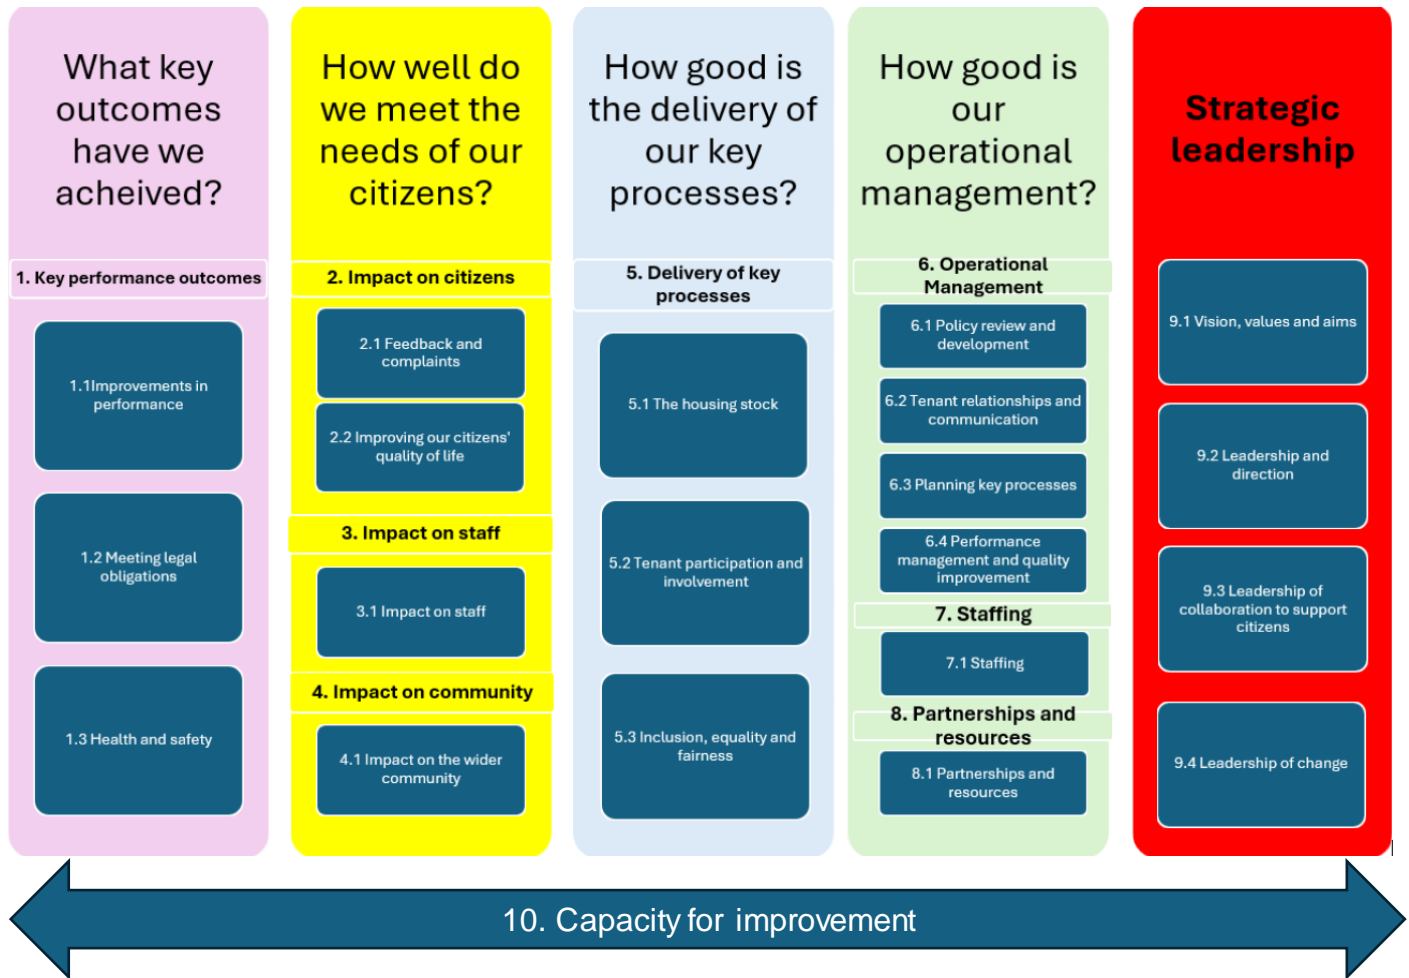 What key
outcomes
have we
acheived?
1. Key performance outcomes
1.1Improvements in
performance
1.2 Meeting legal
obligations
1.3 Health and safety
How well do
we meet the
needs of our
citizens?
2. Impact on citizens
2.1 Feedback and
complaints
2.2 Improving our citizens'
quality of life
3. Impact on staff
3.1 Impact on staff
4. Impact on community
4.1 Impact on the wider
community
How good is
the delivery of
our key
processes?
5. Delivery of key
processes
5.1 The housing stock
5.2 Tenant participation and
involvement
5.3 Inclusion, equality and
fairness
How good is
our
operational
management?
6. Operational
Management
6.1 Policy review and
development
6.2 Tenant relationships and
communication
6.3 Planning key processes
6.4 Performance
management and quality
improvement
7. Staffing
7.1 Staffing
8. Partnerships and
resources
8.1 Partnerships and
resources
Strategic
leadership
9.1 Vision, values and aims
9.2 Leadership and
direction
9.3 Leadership of
collaboration to support
citizens
9.4 Leadership of change
10. Capacity for improvement